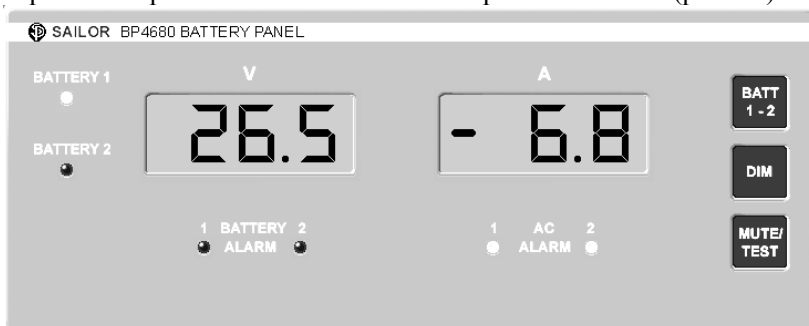 SAILOR BP4680 BATTERY PANEL
BATTERY 1
V
A
BATT
1 - 2
26.5
- 6.8
BATTERY 2
DIM
1 BATTERY 2
ALARM
1 AC 2
ALARM
MUTE/
TEST